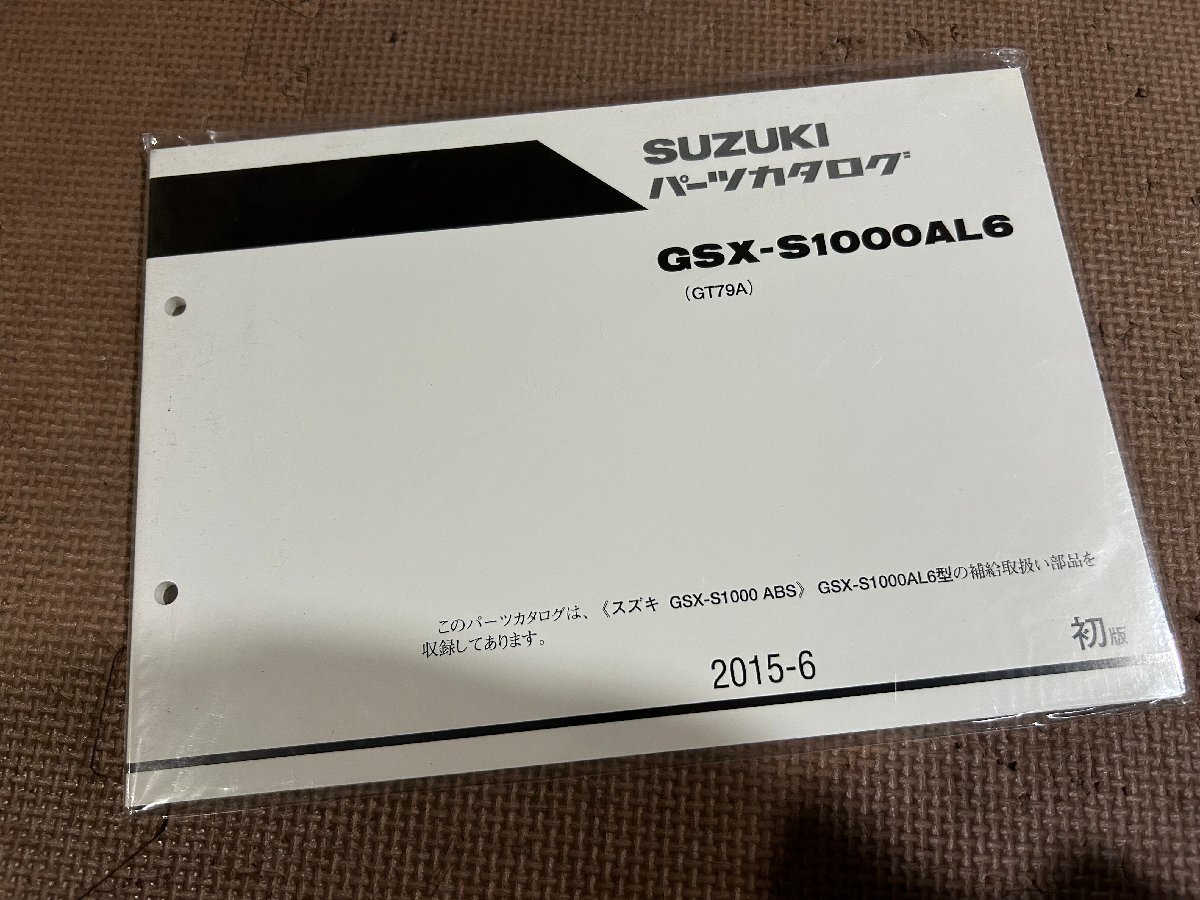 SUZUKI
パーツカタログ
GSX-S1000AL6
(GT79A)
このパーツカタログは、《スズキ GSX-S1000 ABS》 GSX-S1000AL6型の補給取扱い部品を
収録してあります。
初版
2015-6